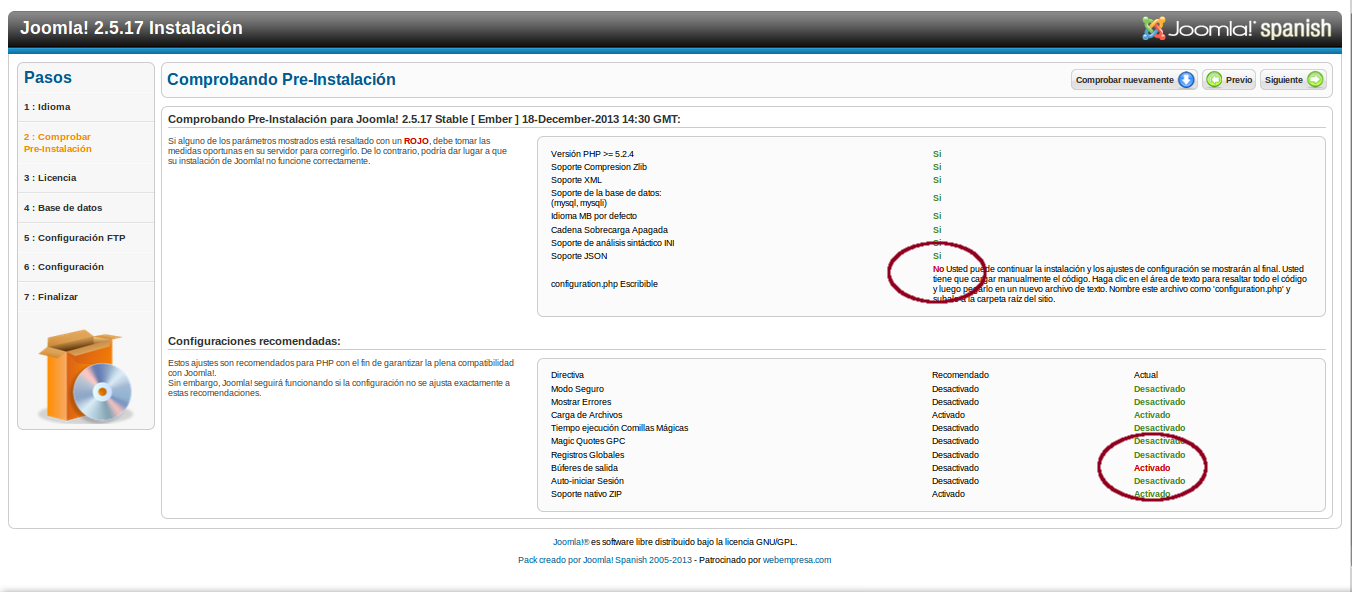 Joomla! 2.5.17 Instalación
Joomla! spanish
Pasos
1 : Idioma
2 : Comprobar
Pre-Instalación
3 : Licencia
4 : Base de datos
5 : Configuración FTP
6 : Configuración
7 : Finalizar
Comprobando Pre-Instalación
Comprobar nuevamente
Previo
Siguiente
Comprobando Pre-Instalación para Joomla! 2.5.17 Stable [ Ember ] 18-December-2013 14:30 GMT:
Si alguno de los parámetros mostrados está resaltado con un ROJO, debe tomar las
medidas oportunas en su servidor para corregirlo. De lo contrario, podría dar lugar a que
su instalación de Joomla! no funcione correctamente.
Versión PHP >= 5.2.4 Si
Soporte Compresion Zlib Si
Soporte XML Si
Soporte de la base de datos:
(mysql, mysqli) Si
Idioma MB por defecto Si
Cadena Sobrecarga Apagada Si
Soporte de análisis sintáctico INI Si
Soporte JSON Si
configuration.php Escribible
No Usted puede continuar la instalación y los ajustes de configuración se mostrarán al final. Usted
tiene que cargar manualmente el código. Haga clic en el área de texto para resaltar todo el código
y luego pegarlo en un nuevo archivo de texto. Nombre este archivo como 'configuration.php' y
subalo a la carpeta raíz del sitio.
Configuraciones recomendadas:
Estos ajustes son recomendados para PHP con el fin de garantizar la plena compatibilidad
con Joomla!.
Sin embargo, Joomla! seguirá funcionando si la configuración no se ajusta exactamente a
estas recomendaciones.
Directiva Recomendado Actual
Modo Seguro Desactivado Desactivado
Mostrar Errores Desactivado Desactivado
Carga de Archivos Activado Activado
Tiempo ejecución Comillas Mágicas Desactivado Desactivado
Magic Quotes GPC Desactivado Desactivado
Registros Globales Desactivado Desactivado
Búferes de salida Desactivado Activado
Auto-iniciar Sesión Desactivado Desactivado
Soporte nativo ZIP Activado Activado
Joomla!® es software libre distribuido bajo la licencia GNU/GPL.
Pack creado por Joomla! Spanish 2005-2013 - Patrocinado por webempresa.com